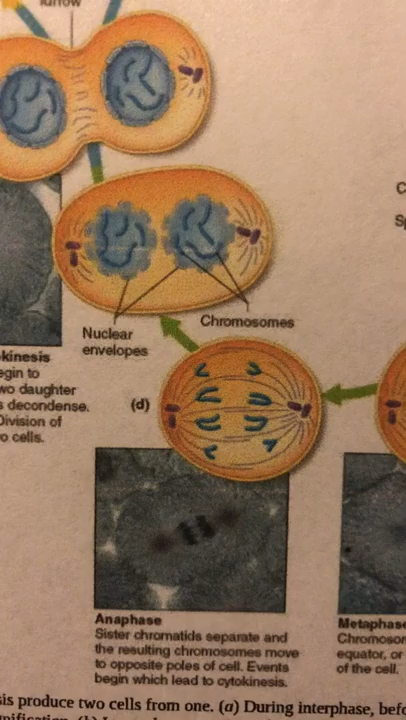 furrow
C
Sp
Nuclear
envelopes
Chromosomes
kinesis
egin to
wo daughter
s decondense.
Division of
o cells.
(d)
Anaphase
Sister chromatids separate and
the resulting chromosomes move
to opposite poles of cell. Events
begin which lead to cytokinesis.
Metaphase
Chromosom
equator, or
of the cell.
sis produce two cells from one. (a) During interphase, befo